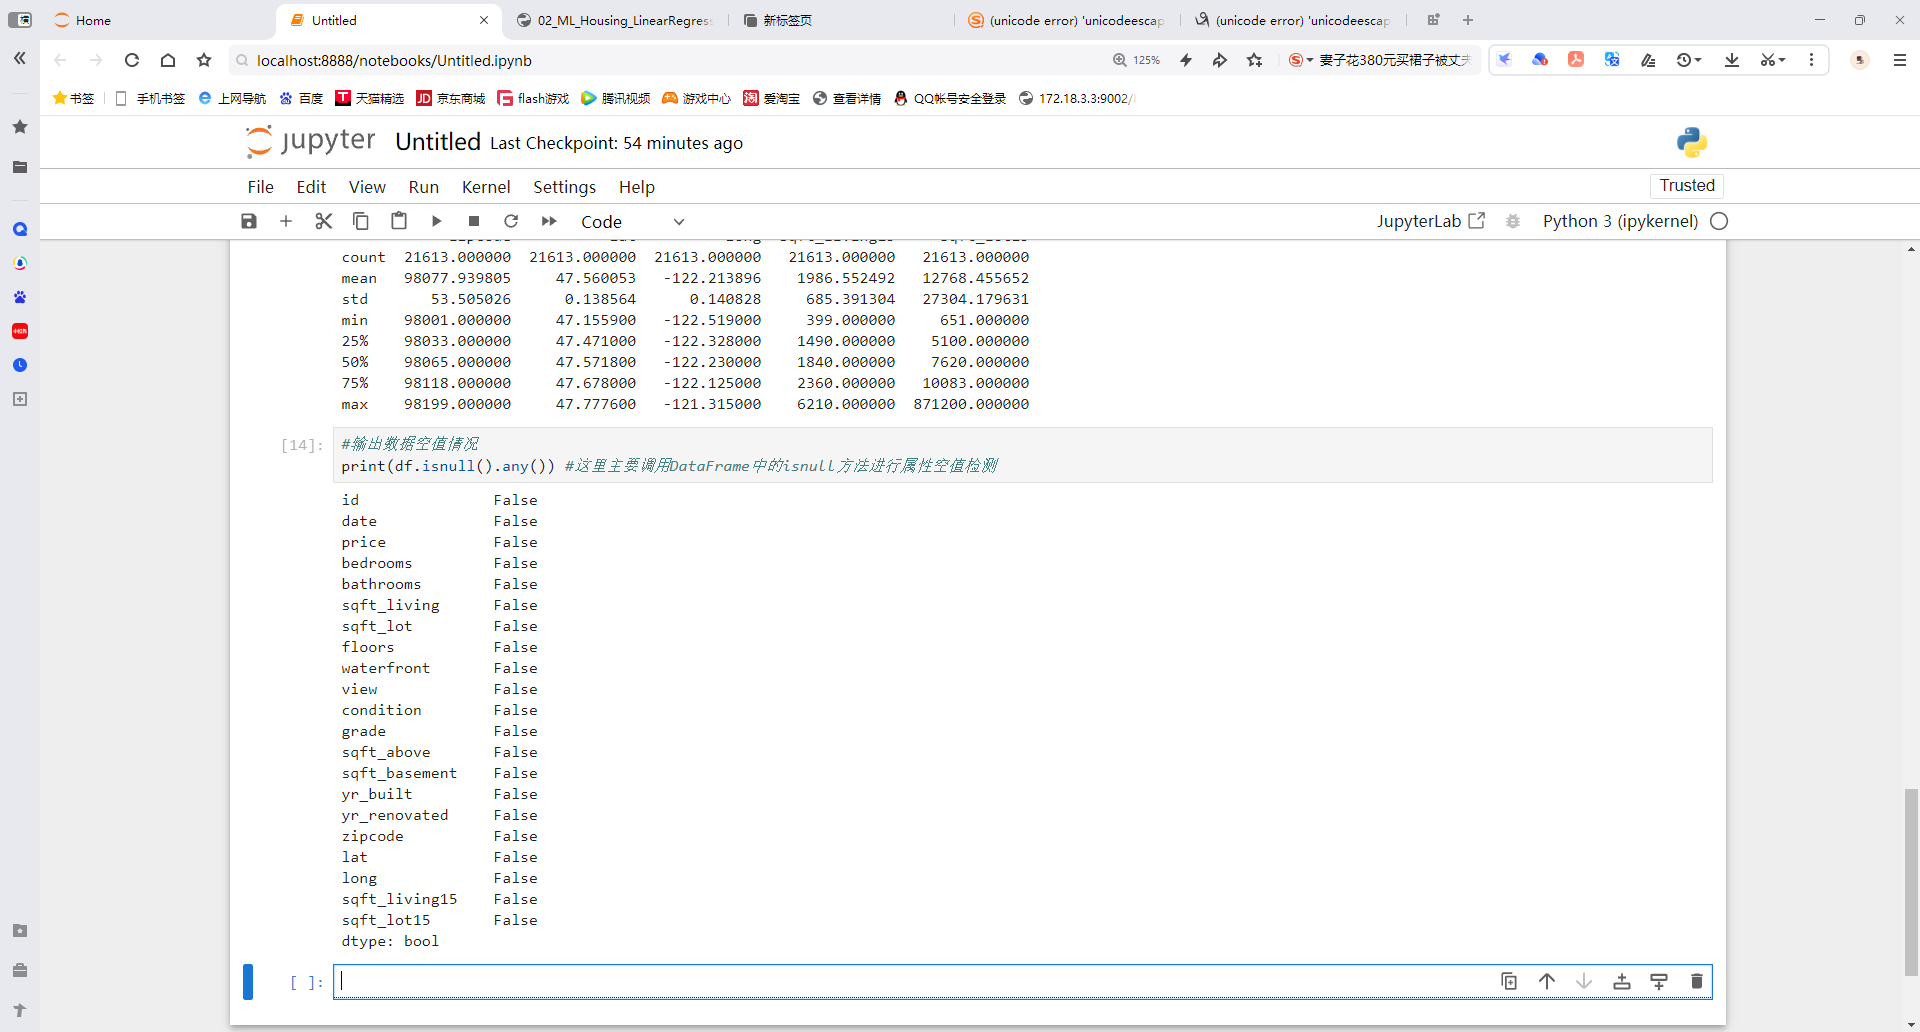 Home
Untitled
02_ML_Housing_LinearRegress
新标签页
(unicode error) 'unicodeescap
(unicode error) 'unicodeescap
localhost:8888/notebooks/Untitled.ipynb
125%
妻子花380元买裙子被丈夫
书签
手机书签
上网导航
百度
天猫精选
京东商城
flash游戏
腾讯视频
游戏中心
爱淘宝
查看详情
QQ帐号安全登录
172.18.3.3:9002/
jupyter
Untitled Last Checkpoint: 54 minutes ago
File Edit View Run Kernel Settings Help
Trusted
Code
JupyterLab
Python 3 (ipykernel)
count 21613.000000 21613.000000 21613.000000 21613.000000 21613.000000
mean 98077.939805 47.560053 -122.213896 1986.552492 12768.455652
std 53.505026 0.138564 0.140828 685.391304 27304.179631
min 98001.000000 47.155900 -122.519000 399.000000 651.000000
25% 98033.000000 47.471000 -122.328000 1490.000000 5100.000000
50% 98065.000000 47.571800 -122.230000 1840.000000 7620.000000
75% 98118.000000 47.678000 -122.125000 2360.000000 10083.000000
max 98199.000000 47.777600 -121.315000 6210.000000 871200.000000
[14]:
#输出数据空值情况
print(df.isnull().any()) #这里主要调用DataFrame中的isnull方法进行属性空值检测
id False
date False
price False
bedrooms False
bathrooms False
sqft_living False
sqft_lot False
floors False
waterfront False
view False
condition False
grade False
sqft_above False
sqft_basement False
yr_built False
yr_renovated False
zipcode False
lat False
long False
sqft_living15 False
sqft_lot15 False
dtype: bool
[ ]: